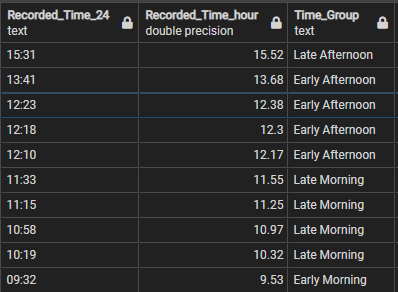 Recorded_Time_24 Recorded_Time_hour Time_Group
text double precision text
15:31 15.52 Late Afternoon
13:41 13.68 Early Afternoon
12:23 12.38 Early Afternoon
12:18 12.3 Early Afternoon
12:10 12.17 Early Afternoon
11:33 11.55 Late Morning
11:15 11.25 Late Morning
10:58 10.97 Late Morning
10:19 10.32 Late Morning
09:32 9.53 Early Morning